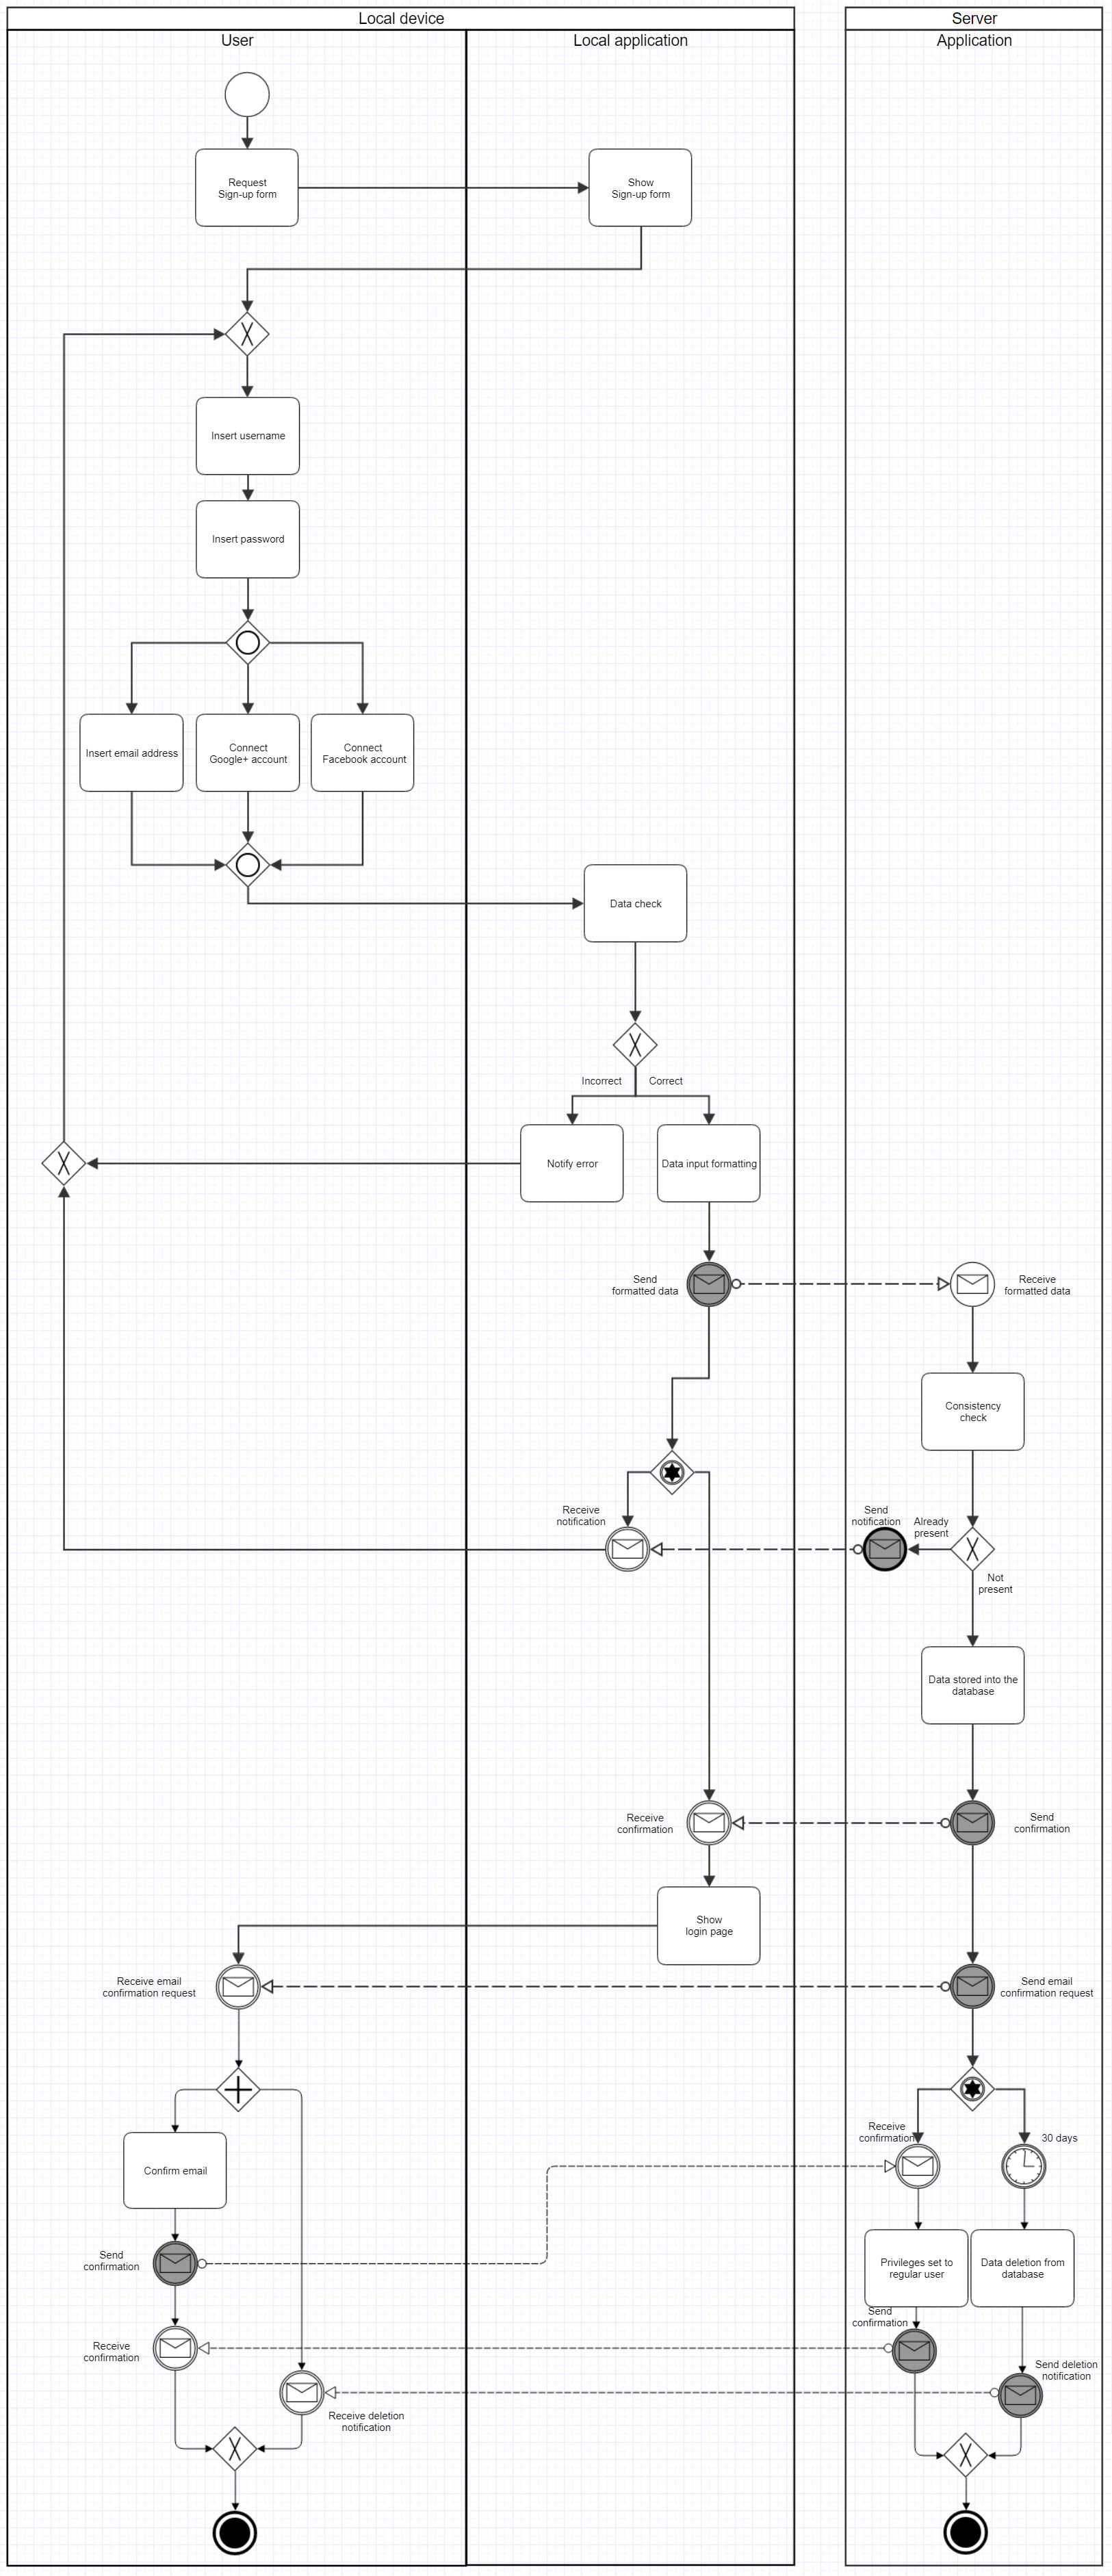 Local device
Server
User
Local application
Application
Request
Sign-up form
Show
Sign-up form
Insert username
Insert password
Insert email address
Connect
Google+ account
Connect
Facebook account
Data check
Incorrect
Correct
Notify error
Data input formatting
Send
formatted data
Receive
formatted data
Consistency
check
Receive
notification
Send
notification
Already
present
Not
present
Data stored into the
database
Receive
confirmation
Send
confirmation
Show
login page
Receive email
confirmation request
Send email
confirmation request
Receive
confirmation
30 days
Confirm email
Send
confirmation
Privileges set to
regular user
Data deletion from
database
Send
confirmation
Receive
confirmation
Send deletion
notification
Receive deletion
notification